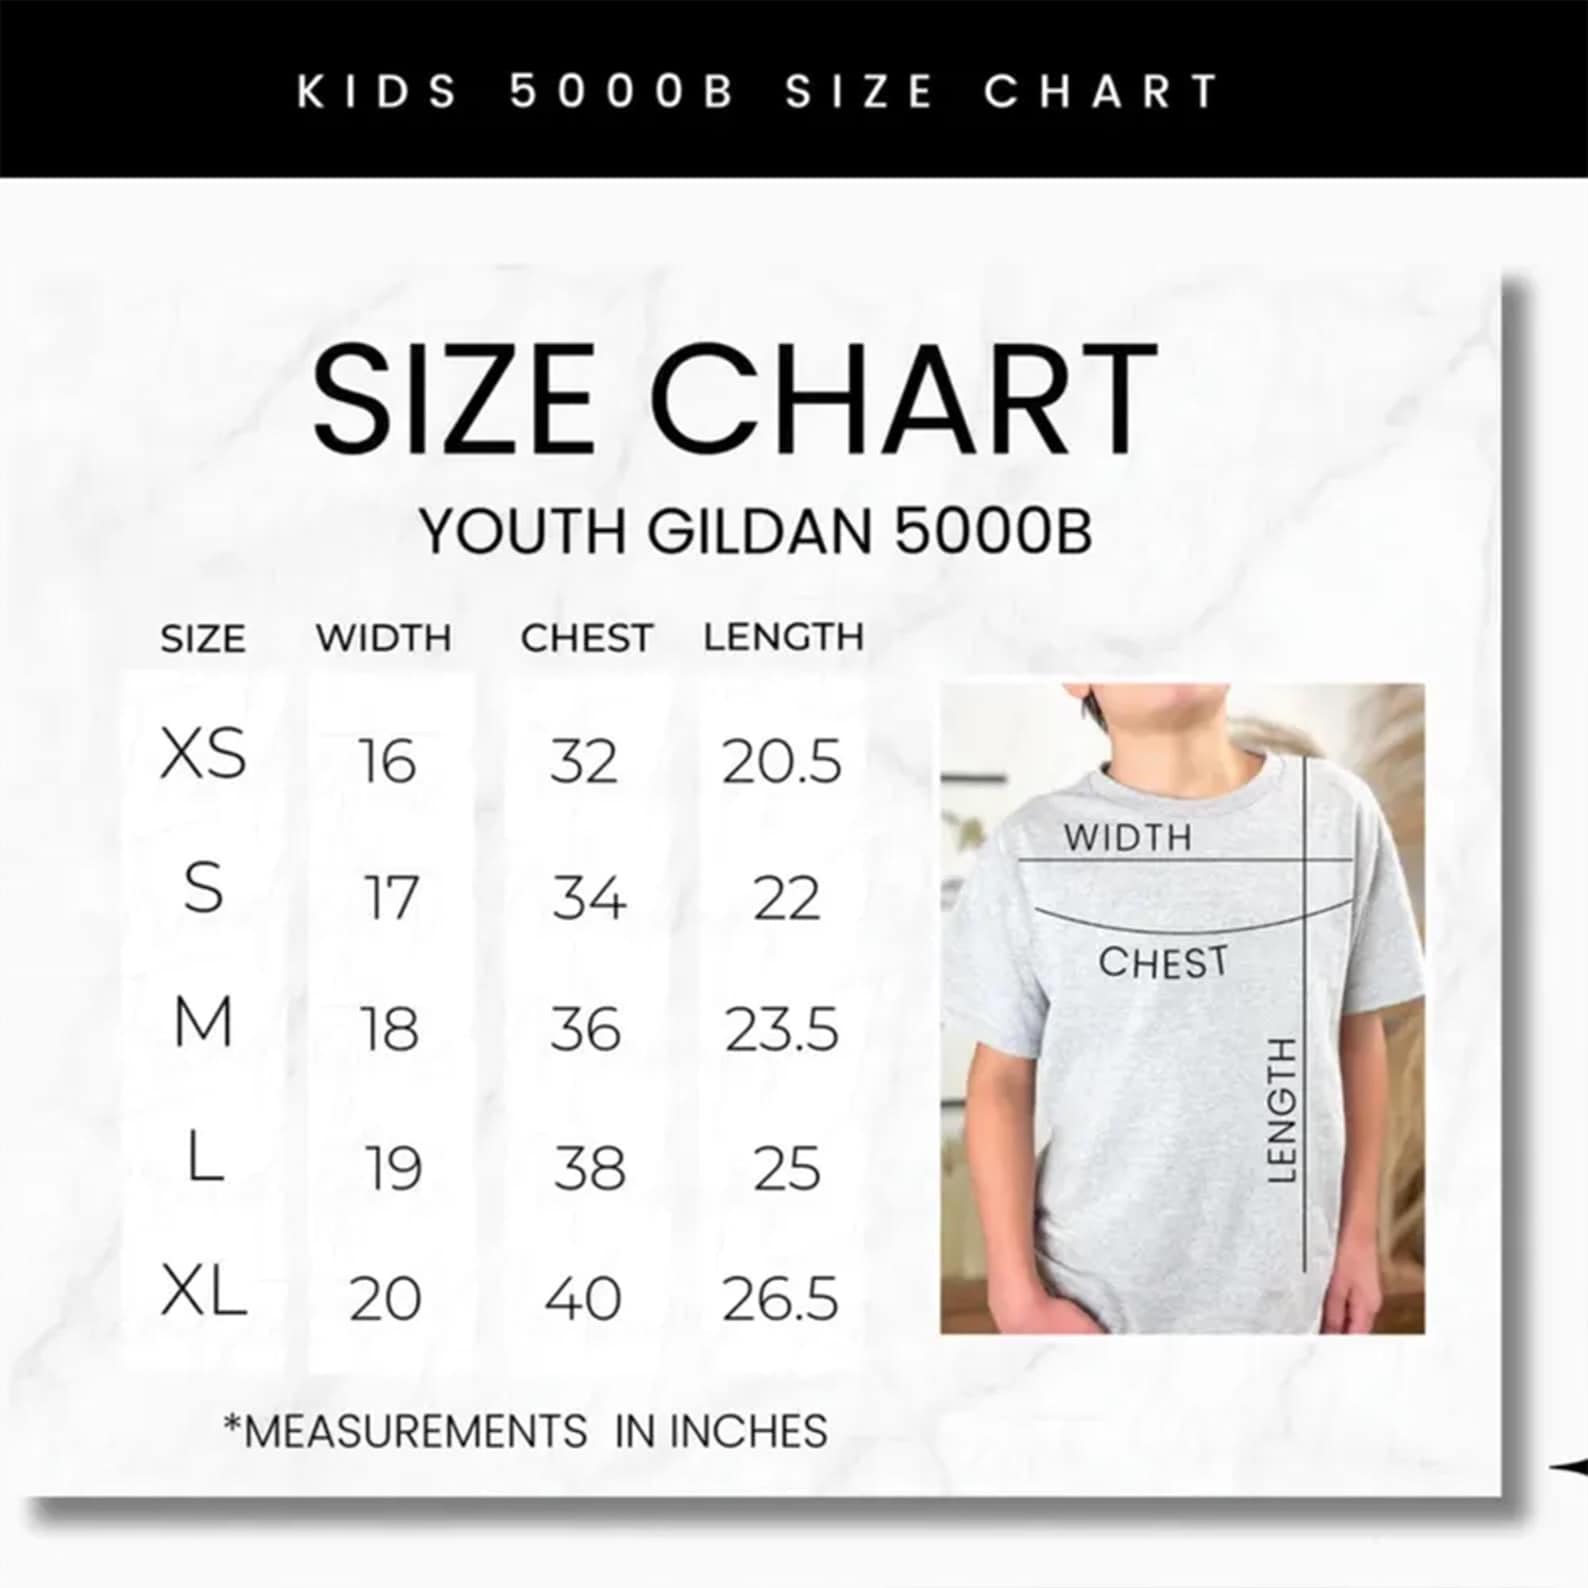 KIDS 5000B SIZE CHART
SIZE CHART
YOUTH GILDAN 5000B
SIZE WIDTH CHEST LENGTH
XS 16 32 20.5
S 17 34 22
M 18 36 23.5
L 19 38 25
XL 20 40 26.5
*MEASUREMENTS IN INCHES
WIDTH
CHEST
LENGTH